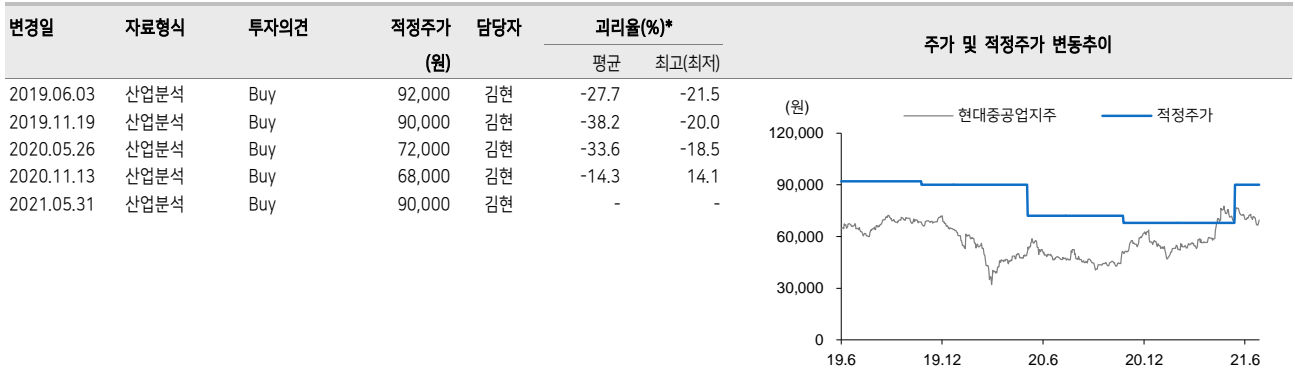 변경일 자료형식 투자의견 적정주가 담당자 괴리율(%)*
(원) 평균 최고(최저)
2019.06.03 산업분석 Buy 92,000 김현 -27.7 -21.5
2019.11.19 산업분석 Buy 90,000 김현 -38.2 -20.0
2020.05.26 산업분석 Buy 72,000 김현 -33.6 -18.5
2020.11.13 산업분석 Buy 68,000 김현 -14.3 14.1
2021.05.31 산업분석 Buy 90,000 김현 - -
주가 및 적정주가 변동추이
(원) 현대중공업지주 적정주가
120,000
90,000
60,000
30,000
0
19.6 19.12 20.6 20.12 21.6